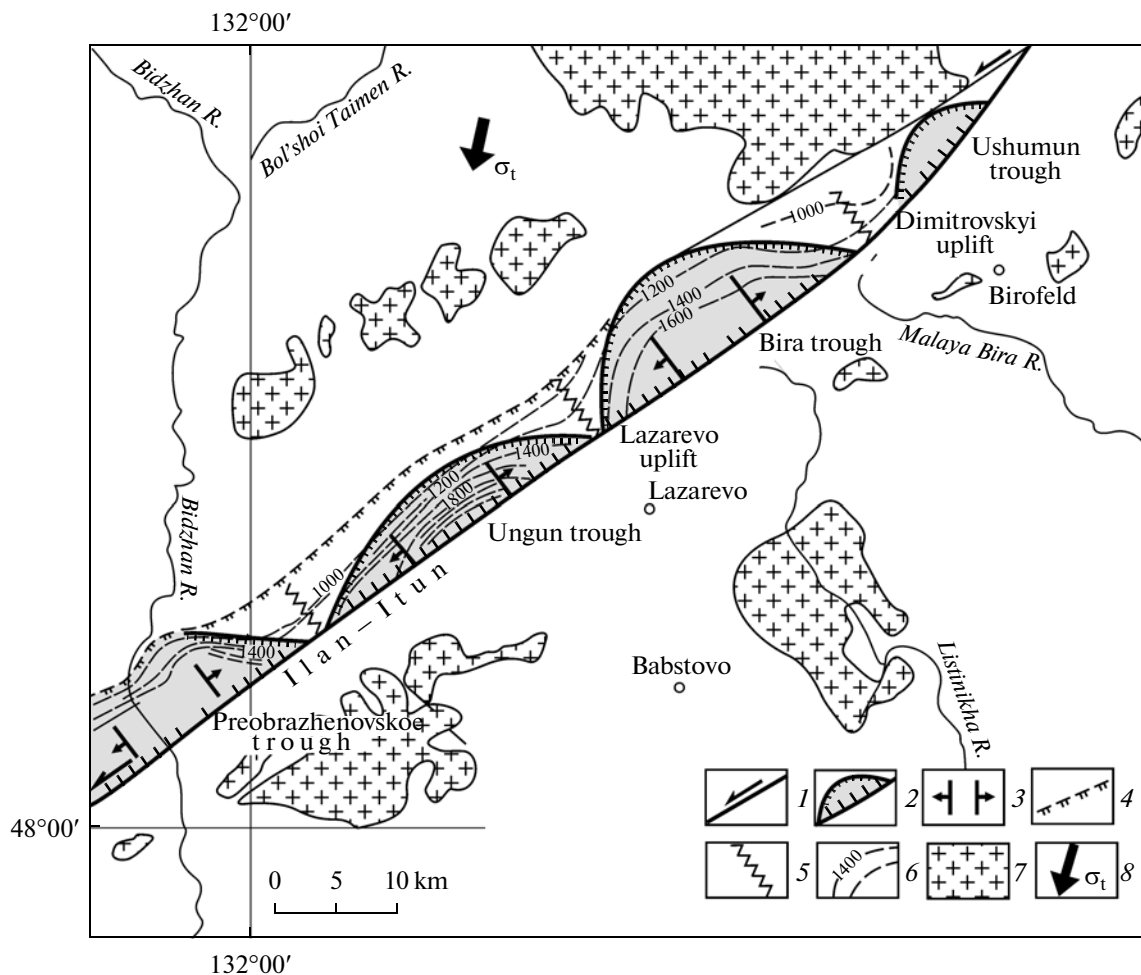 132°00′
Bidzhan R.
Bol'shoi Taimen R.
σt
Ushumun
trough
1000
Dimitrovskyi
uplift
Birofeld
1200
1400
1600
Malaya Bira R.
Bira trough
Lazarevo
uplift
1400
1200
1800
Lazarevo
Bidzhan R.
Ungun trough
1000
Ilan – Itun
1400
Babstovo
Listinikha R.
Preobrazhenovskoe
trough
1
2
3
4
48°00′
1400
σt
5
6
7
8
0 5 10 km
132°00′